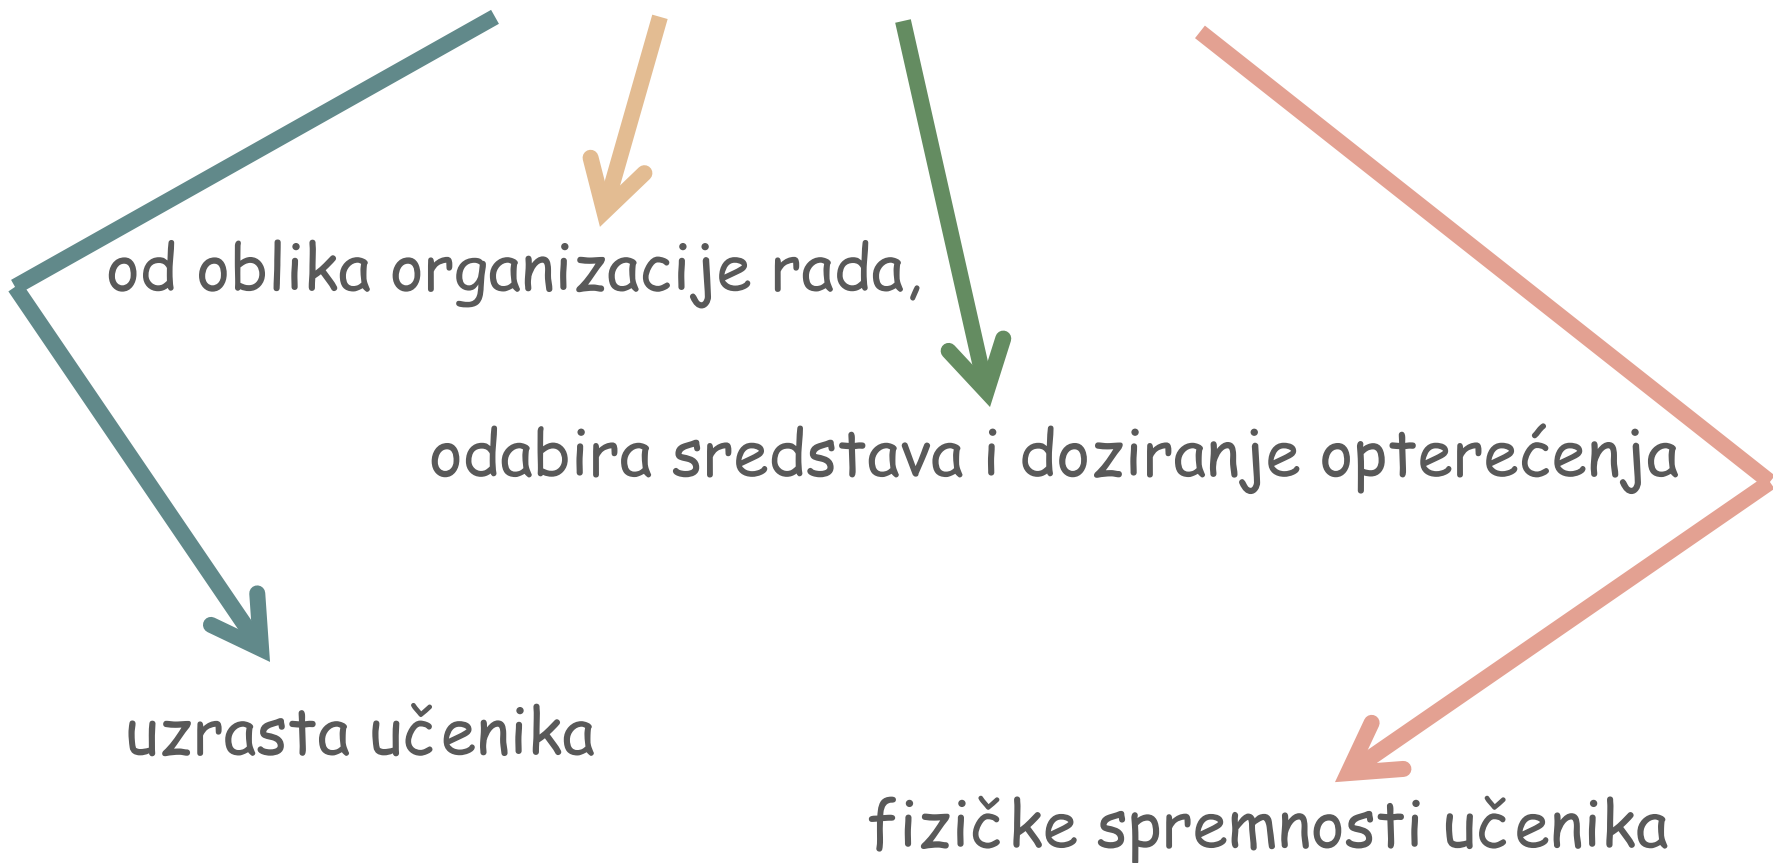 od oblika organizacije rada,
odabira sredstava i doziranje opterećenja
uzrasta učenika
fizičke spremnosti učenika